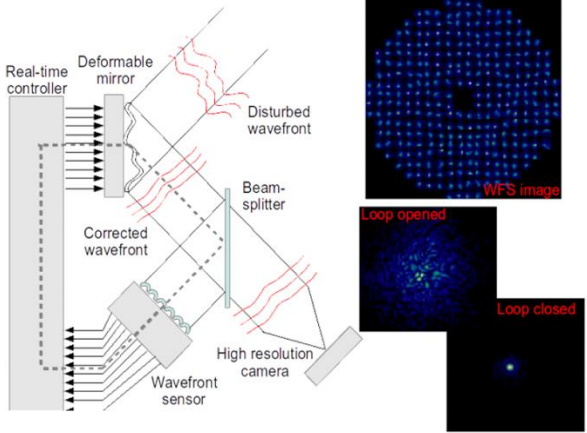 Real-time
controller
Deformable
mirror
Disturbed
wavefront
Beam-
splitter
Corrected
wavefront
Wavefront
sensor
High resolution
camera
WFS image
Loop opened
Loop closed